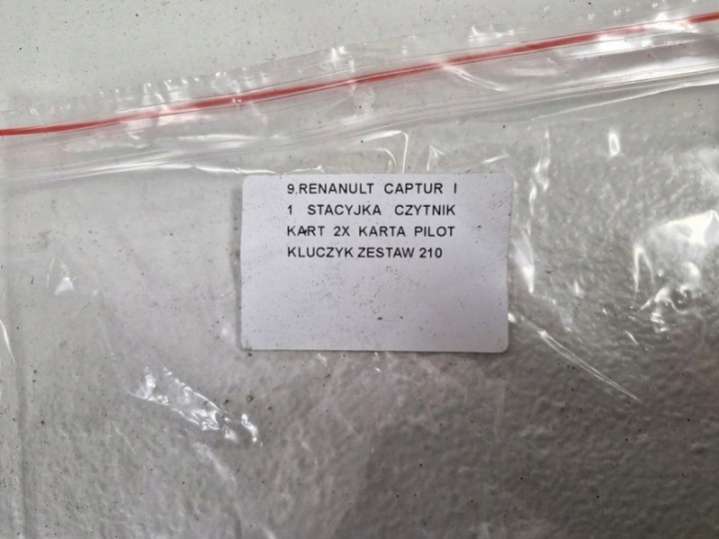 9.RENANULT CAPTUR I
1 STACYJKA CZYTNIK
KART 2X KARTA PILOT
KLUCZYK ZESTAW 210